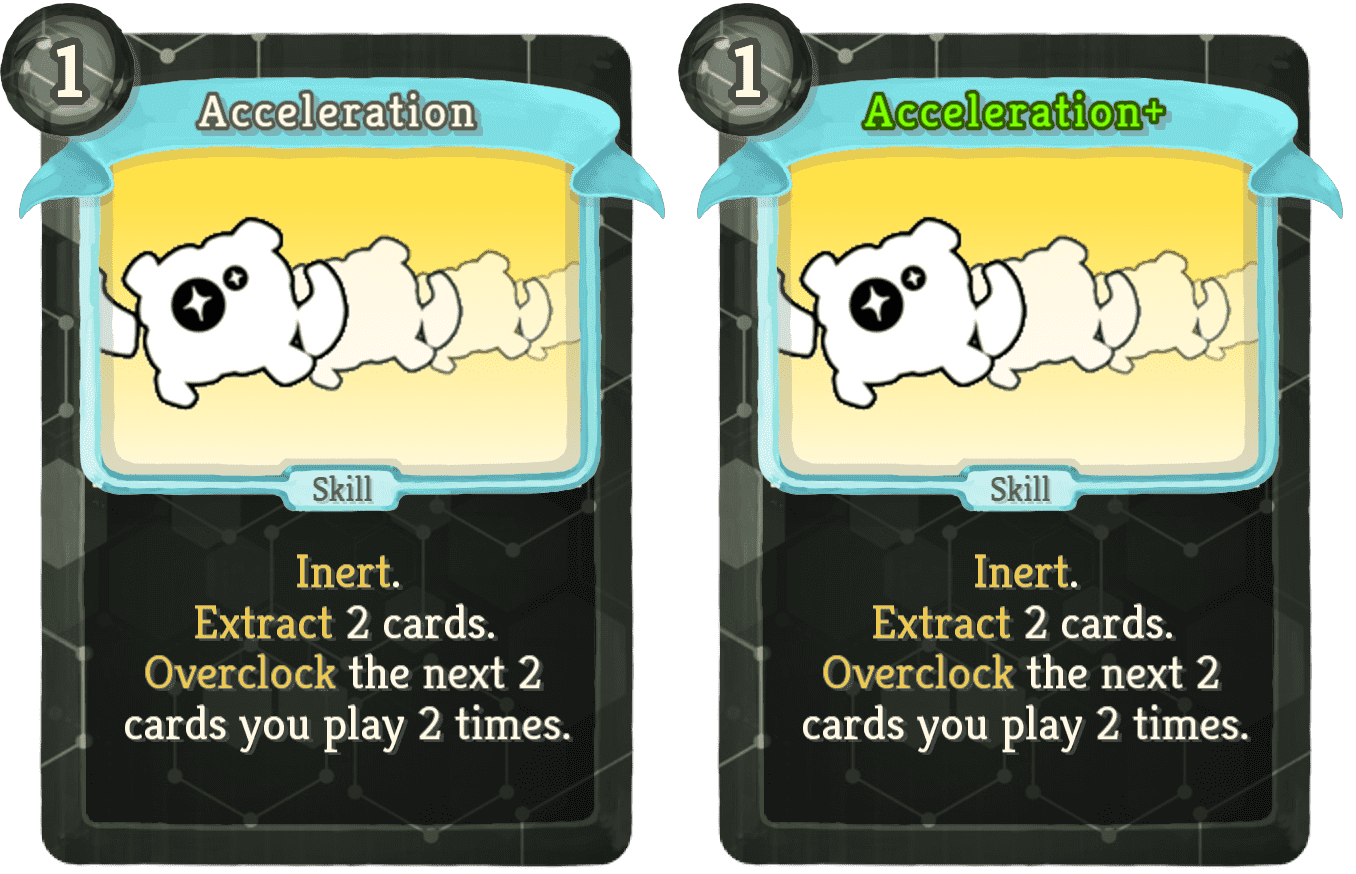 1
Acceleration
Skill
Inert.
Extract 2 cards.
Overclock the next 2
cards you play 2 times.
1
Acceleration+
Skill
Inert.
Extract 2 cards.
Overclock the next 2
cards you play 2 times.